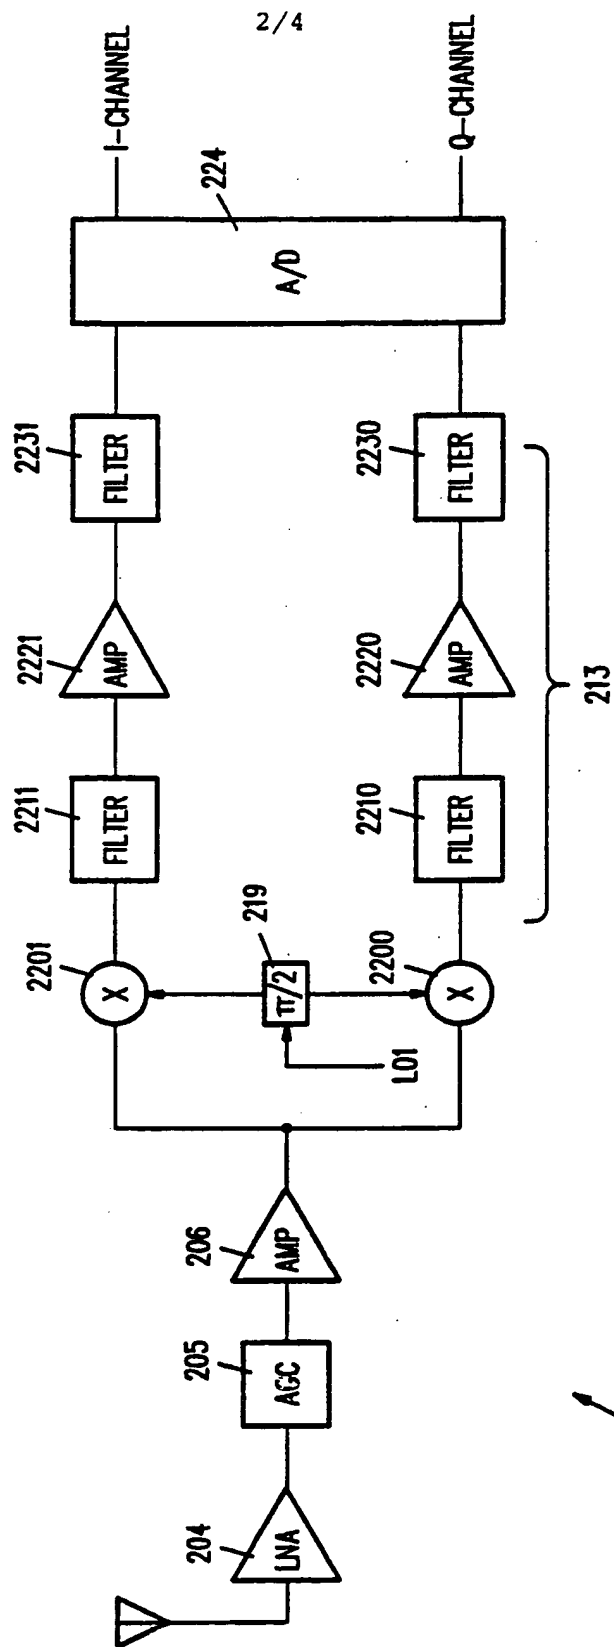 2/4
I-CHANNEL
Q-CHANNEL
224
A/D
2231
FILTER
2230
FILTER
2221
AMP
2220
AMP
213
2211
FILTER
2210
FILTER
2201
X
219
π/2
2200
X
LO1
206
AMP
205
AGC
204
LNA